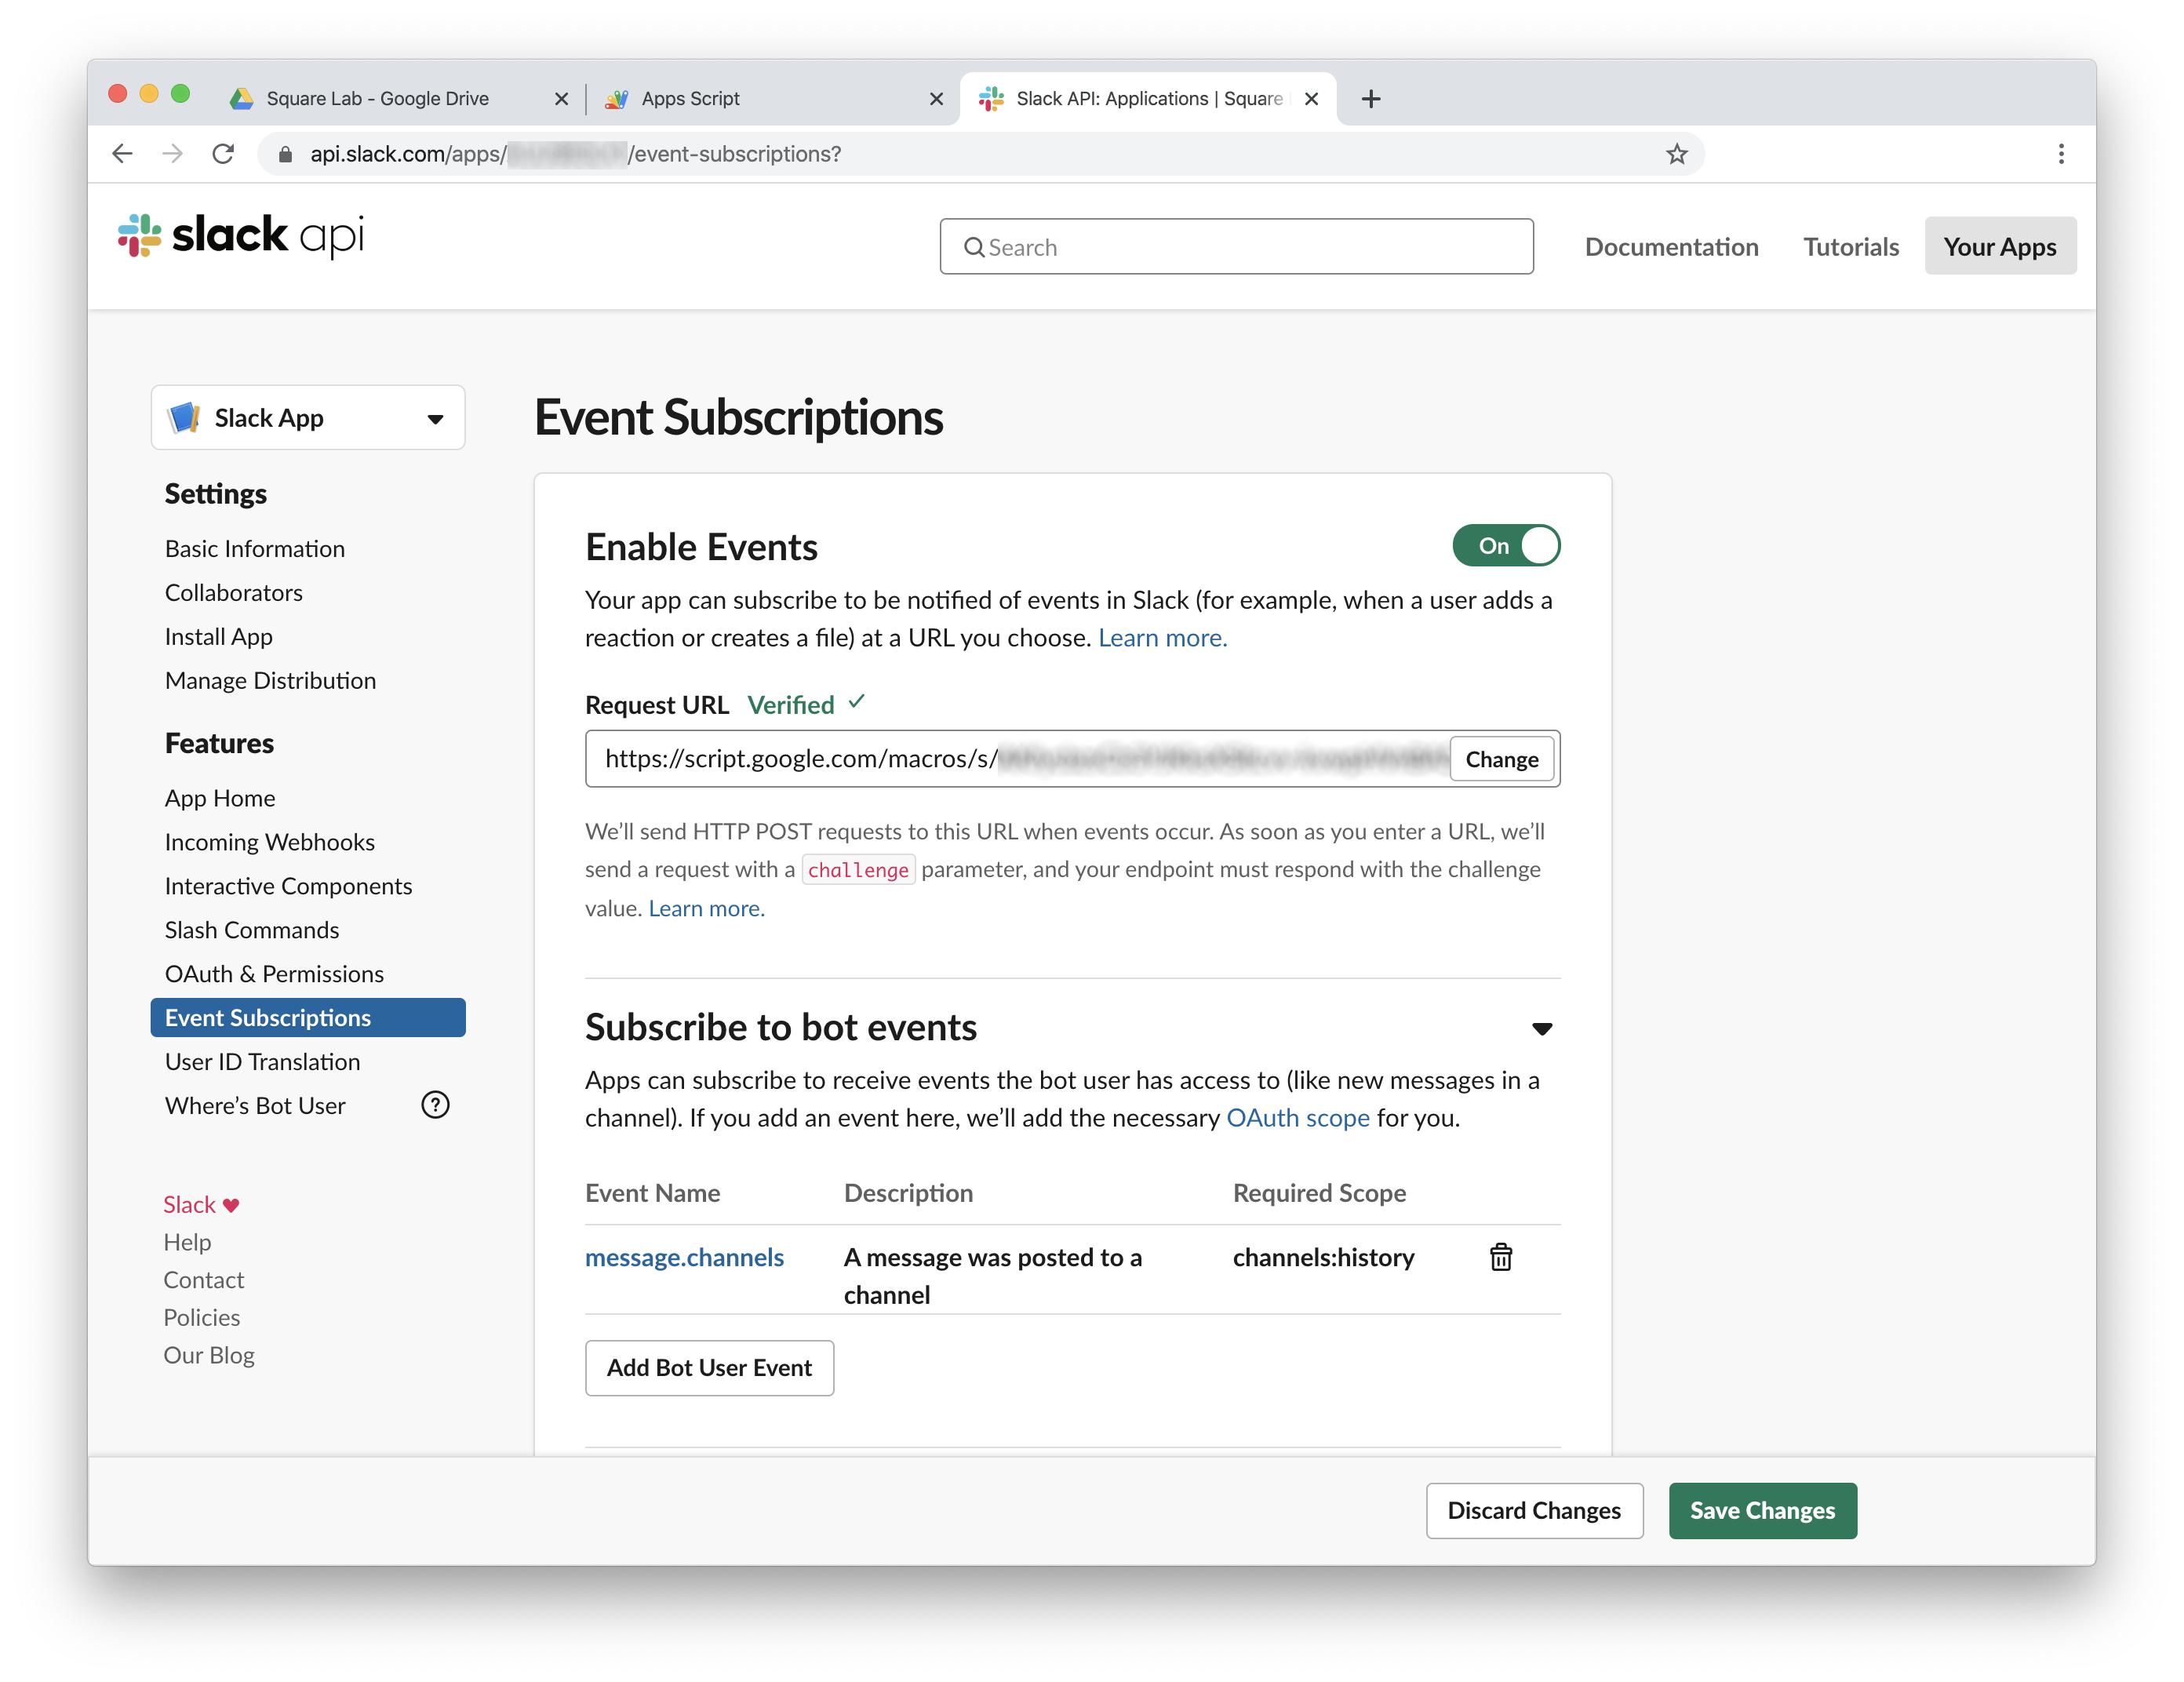 Square Lab - Google Drive
Apps Script
Slack API: Applications | Square
api.slack.com/apps/
/event-subscriptions?
slack api
Search
Documentation
Tutorials
Your Apps
Slack App
Settings
Basic Information
Collaborators
Install App
Manage Distribution
Features
App Home
Incoming Webhooks
Interactive Components
Slash Commands
OAuth & Permissions
Event Subscriptions
User ID Translation
Where's Bot User ?
Slack ♥
Help
Contact
Policies
Our Blog
Event Subscriptions
Enable Events
On
Your app can subscribe to be notified of events in Slack (for example, when a user adds a
reaction or creates a file) at a URL you choose. Learn more.
Request URL Verified ✓
https://script.google.com/macros/s/
Change
We'll send HTTP POST requests to this URL when events occur. As soon as you enter a URL, we'll
send a request with a challenge parameter, and your endpoint must respond with the challenge
value. Learn more.
Subscribe to bot events
Apps can subscribe to receive events the bot user has access to (like new messages in a
channel). If you add an event here, we'll add the necessary OAuth scope for you.
Event Name Description Required Scope
message.channels A message was posted to a channels:history
channel
Add Bot User Event
Discard Changes
Save Changes